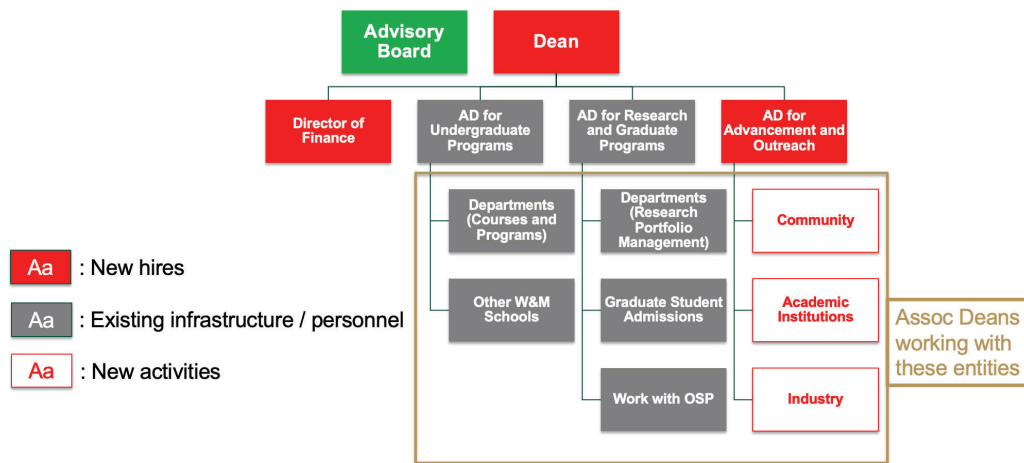 Advisory
Board
Dean
Director of
Finance
AD for
Undergraduate
Programs
AD for Research
and Graduate
Programs
AD for
Advancement and
Outreach
Departments
(Courses and
Programs)
Departments
(Research
Portfolio
Management)
Community
Other W&M
Schools
Graduate Student
Admissions
Academic
Institutions
Work with OSP
Industry
Aa : New hires
Aa : Existing infrastructure / personnel
Aa : New activities
Assoc Deans
working with
these entities